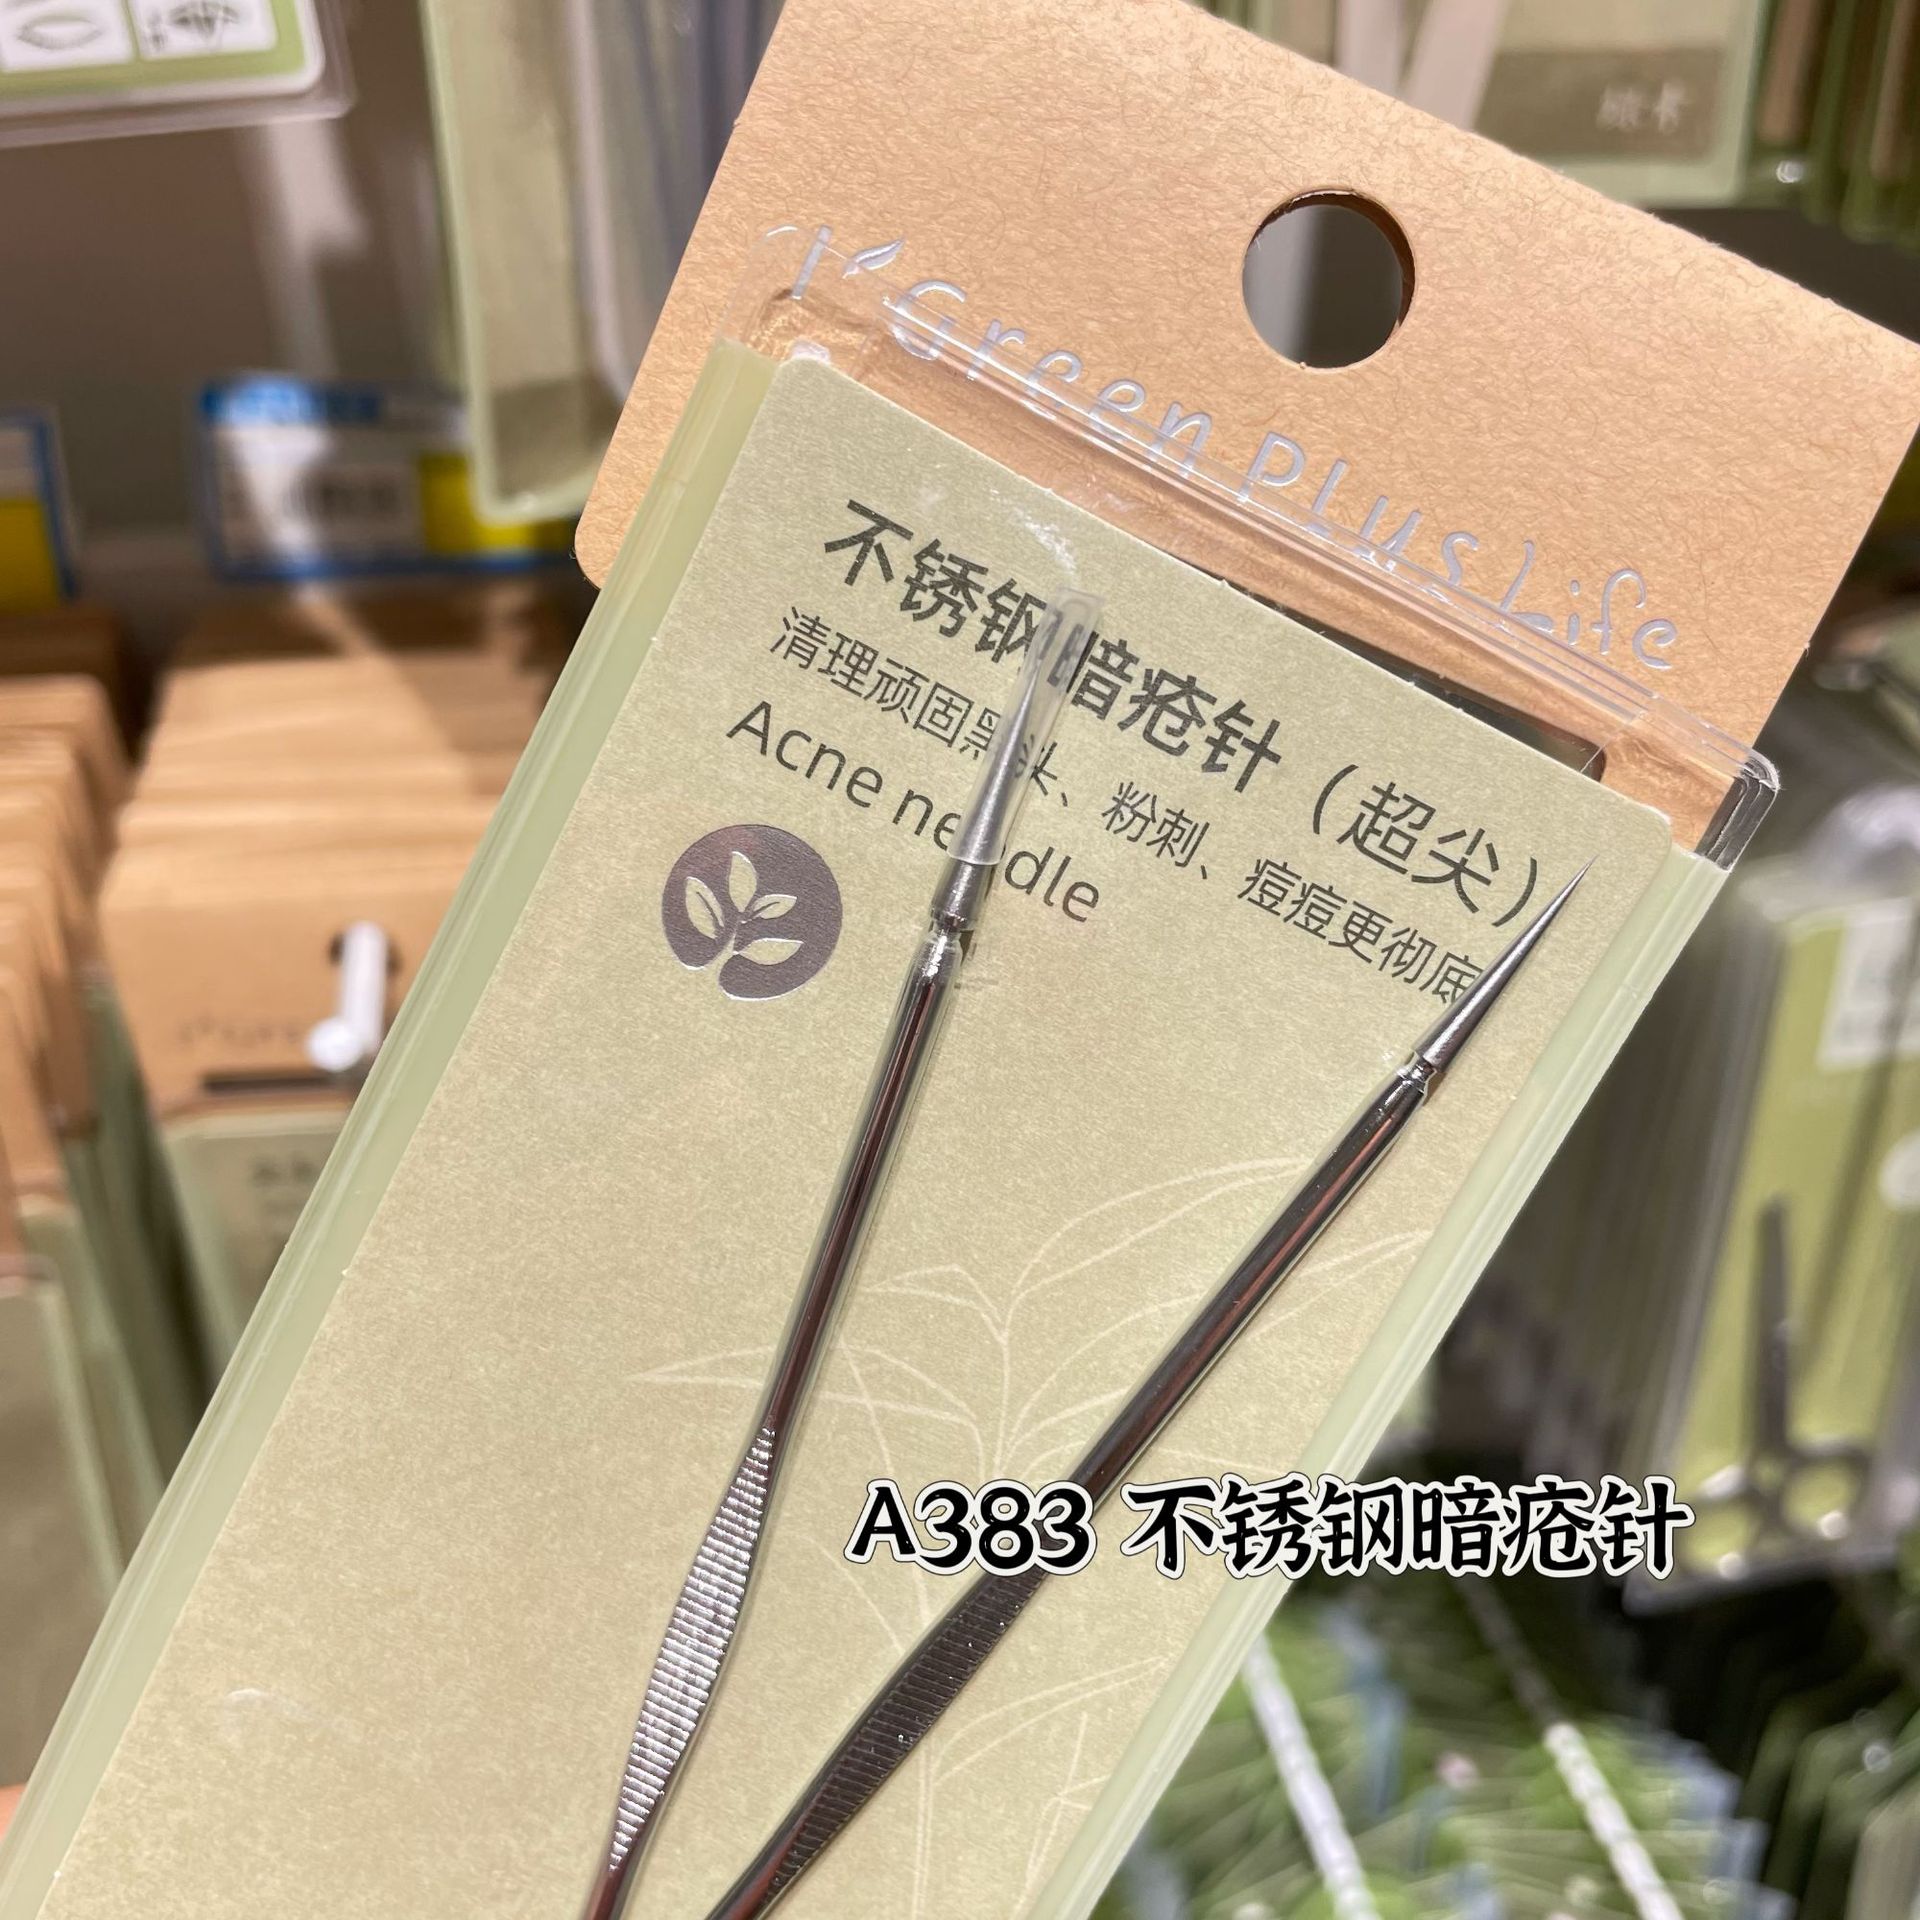 Green Plus Life
不锈钢暗疮针（超尖）
清理顽固黑头、粉刺、痘痘更彻底
Acne needle
A383 不锈钢暗疮针